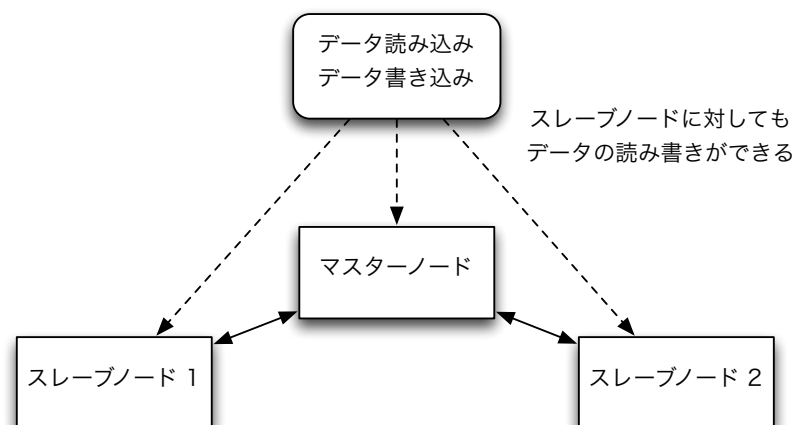 データ読み込み
データ書き込み
スレーブノードに対しても
データの読み書きができる
マスターノード
スレーブノード 1
スレーブノード 2